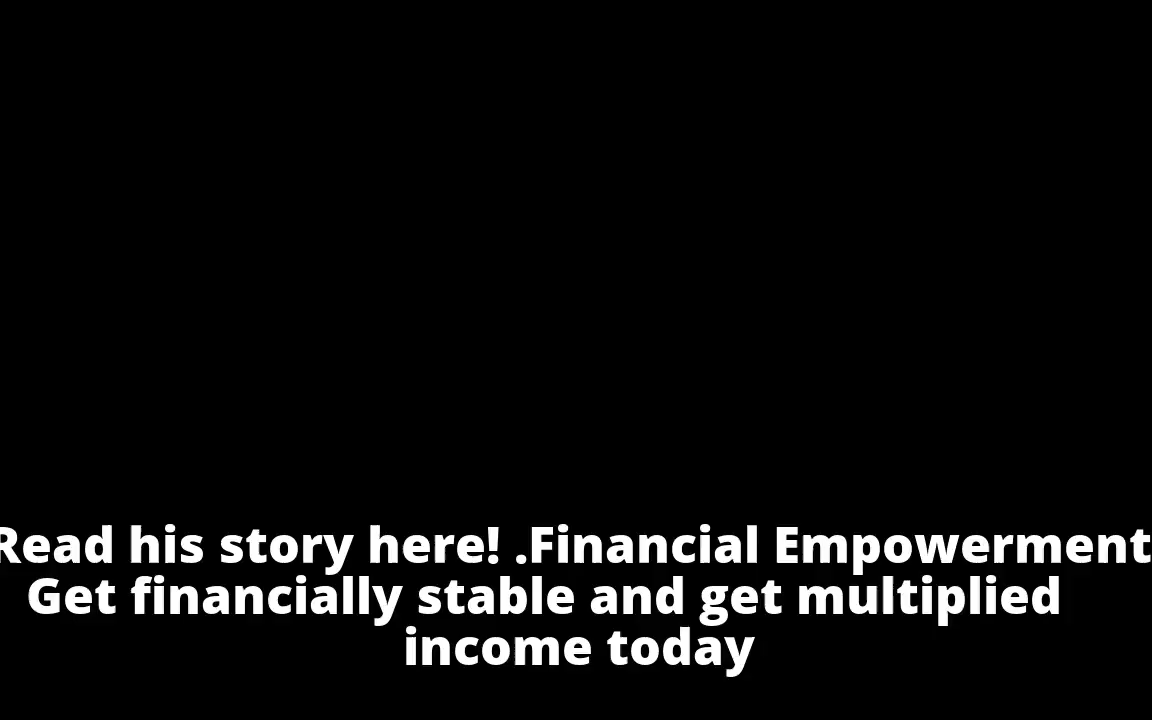 Read his story here! .Financial Empowerment
Get financially stable and get multiplied
income today